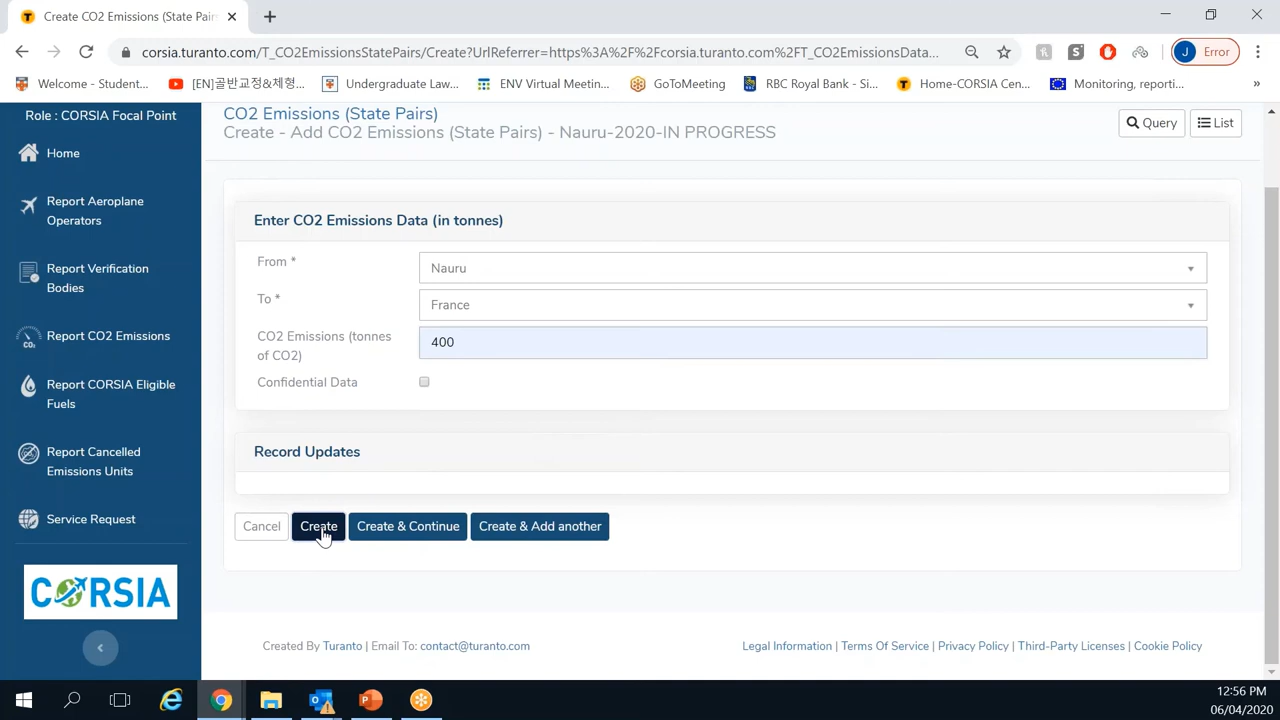 Create CO2 Emissions (State Pair
corsia.turanto.com/T_CO2EmissionsStatePairs/Create?UrlReferrer=https%3A%2F%2Fcorsia.turanto.com%2FT_CO2EmissionsData...
J Error
Welcome - Student...
[EN]골반교정&체형...
Undergraduate Law...
ENV Virtual Meetin...
GoToMeeting
RBC Royal Bank - Si...
Home-CORSIA Cen...
Monitoring, reporti...
»
Role : CORSIA Focal Point
Home
Report Aeroplane
Operators
Report Verification
Bodies
CO2
Report CO2 Emissions
Report CORSIA Eligible
Fuels
Report Cancelled
Emissions Units
Service Request
CORSIA
CO2 Emissions (State Pairs)
Create - Add CO2 Emissions (State Pairs) - Nauru-2020-IN PROGRESS
Query
List
Enter CO2 Emissions Data (in tonnes)
From *
Nauru
To *
France
CO2 Emissions (tonnes
of CO2)
400
Confidential Data
Record Updates
Cancel
Create
Create & Continue
Create & Add another
Created By Turanto | Email To: contact@turanto.com
Legal Information | Terms Of Service | Privacy Policy | Third-Party Licenses | Cookie Policy
12:56 PM
06/04/2020